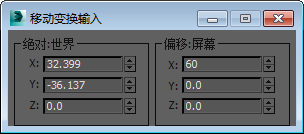 移动变换输入
绝对:世界
X: 32.399
Y: -36.137
Z: 0.0
偏移:屏幕
X: 60
Y: 0.0
Z: 0.0